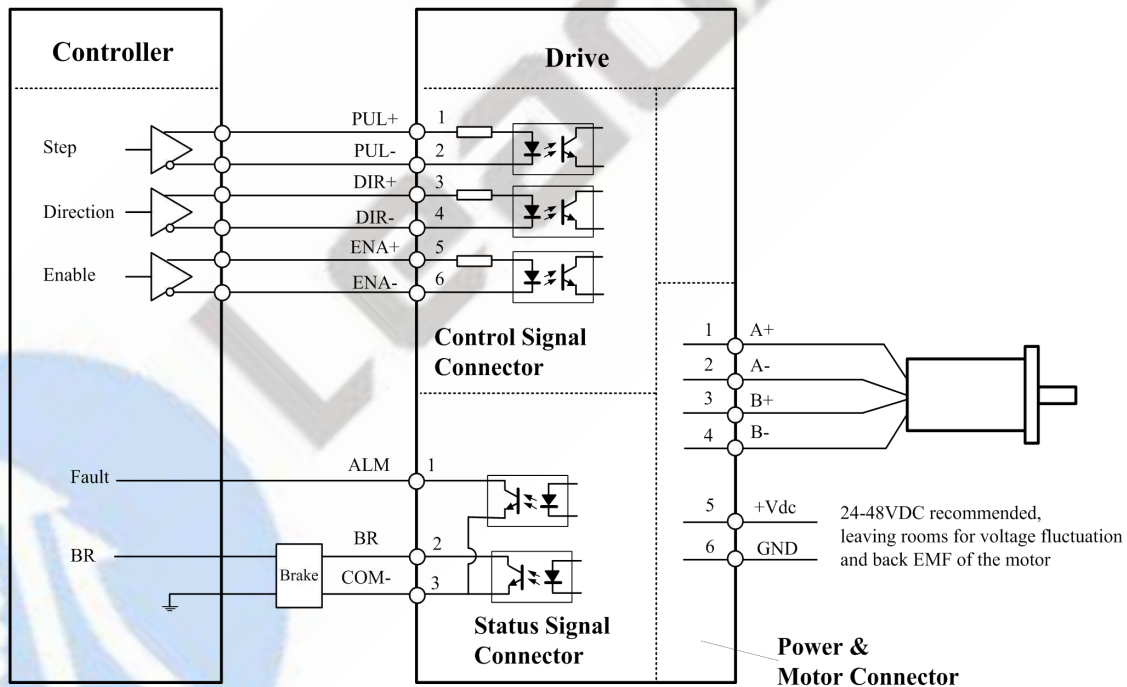 Controller
Drive
Step
PUL+
1
PUL-
2
Direction
DIR+
3
DIR-
4
Enable
ENA+
5
ENA-
6
Control Signal
Connector
1
A+
2
A-
3
B+
4
B-
Fault
ALM
1
BR
BR
2
Brake
COM-
3
Status Signal
Connector
5
+Vdc
6
GND
24-48VDC recommended,
leaving rooms for voltage fluctuation
and back EMF of the motor
Power &
Motor Connector